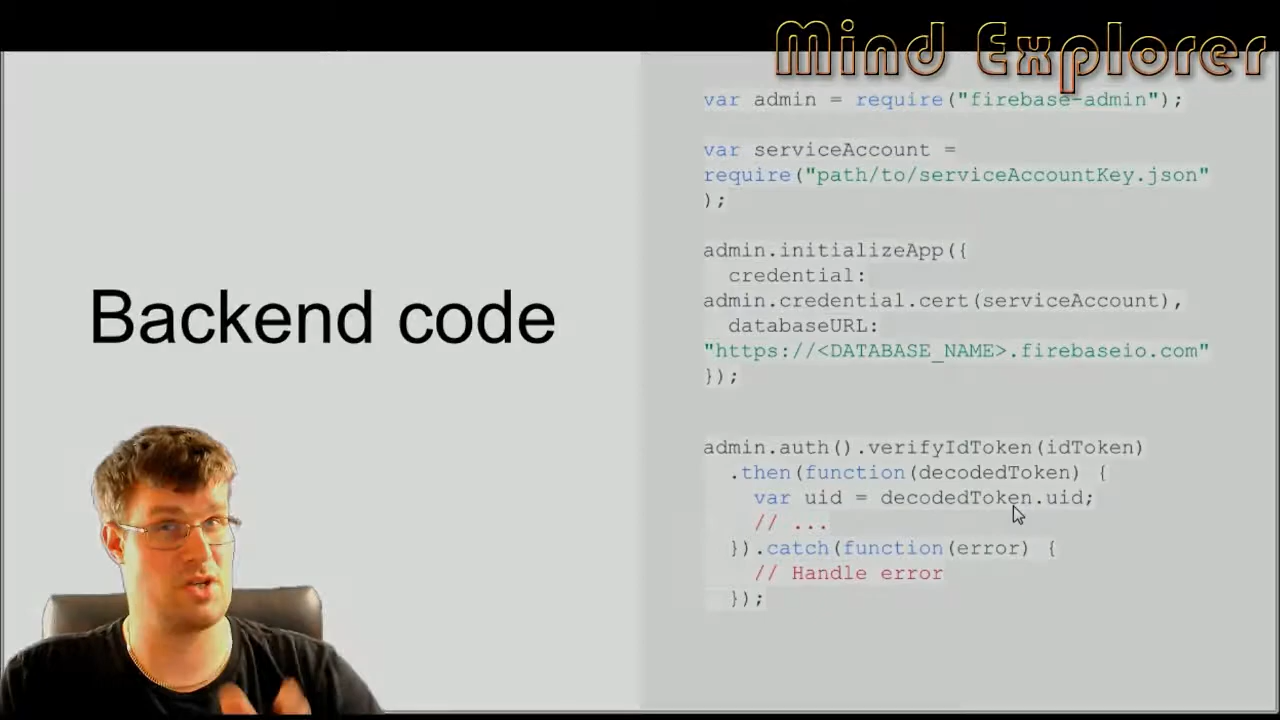 Mind Explorer
Backend code
var admin = require("firebase-admin");
var serviceAccount =
require("path/to/serviceAccountKey.json"
);
admin.initializeApp({
credential:
admin.credential.cert(serviceAccount),
databaseURL:
"https://<DATABASE_NAME>.firebaseio.com"
});
admin.auth().verifyIdToken(idToken)
.then(function(decodedToken) {
var uid = decodedToken.uid;
// ...
}).catch(function(error) {
// Handle error
});